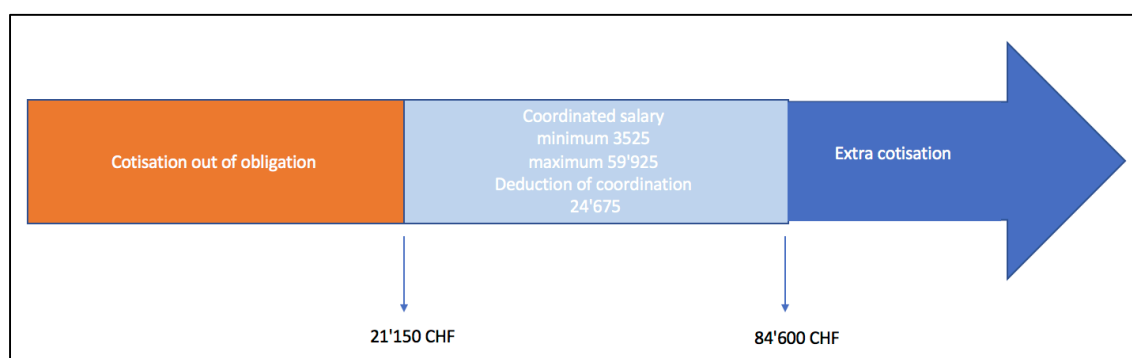 Cotisation out of obligation
Coordinated salary
minimum 3525
maximum 59'925
Deduction of coordination
24'675
Extra cotisation
21'150 CHF
84'600 CHF